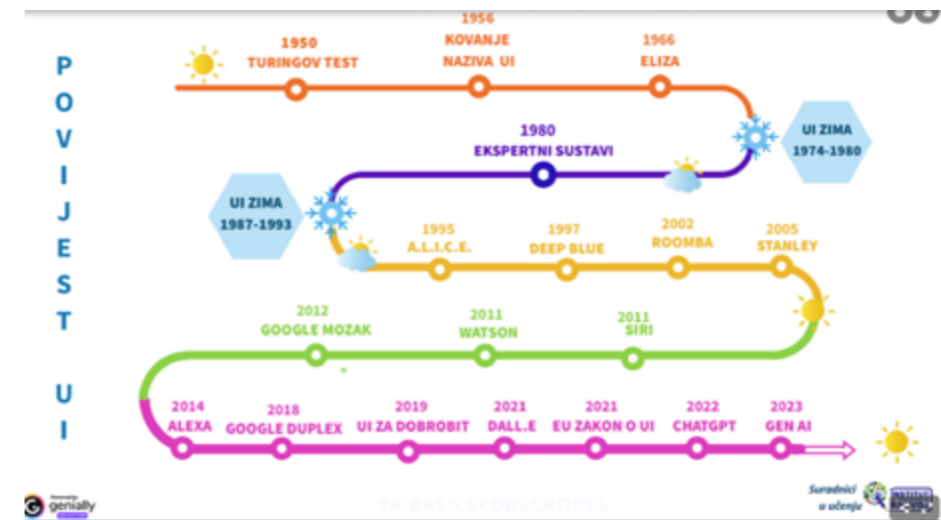 POVIJEST UI
1950
TURINGOV TEST
1956
KOVANJE
NAZIVA UI
1966
ELIZA
UI ZIMA
1974-1980
1980
EKSPERTNI SUSTAVI
UI ZIMA
1987-1993
1995
A.L.I.C.E.
1997
DEEP BLUE
2002
ROOMBA
2005
STANLEY
2012
GOOGLE MOZAK
2011
WATSON
2011
SIRI
2014
ALEXA
2018
GOOGLE DUPLEX
2019
UI ZA DOBROBIT
2021
DALL.E
2021
EU ZAKON O UI
2022
CHATGPT
2023
GEN AI
genially
#AIBASICSFORSCHOOLS
Suradnici
u učenju